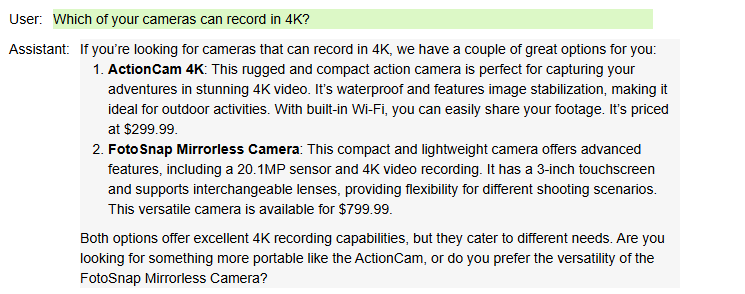 User: Which of your cameras can record in 4K?
Assistant: If you're looking for cameras that can record in 4K, we have a couple of great options for you:
1. ActionCam 4K: This rugged and compact action camera is perfect for capturing your
adventures in stunning 4K video. It's waterproof and features image stabilization, making it
ideal for outdoor activities. With built-in Wi-Fi, you can easily share your footage. It's priced
at $299.99.
2. FotoSnap Mirrorless Camera: This compact and lightweight camera offers advanced
features, including a 20.1MP sensor and 4K video recording. It has a 3-inch touchscreen
and supports interchangeable lenses, providing flexibility for different shooting scenarios.
This versatile camera is available for $799.99.
Both options offer excellent 4K recording capabilities, but they cater to different needs. Are you
looking for something more portable like the ActionCam, or do you prefer the versatility of the
FotoSnap Mirrorless Camera?